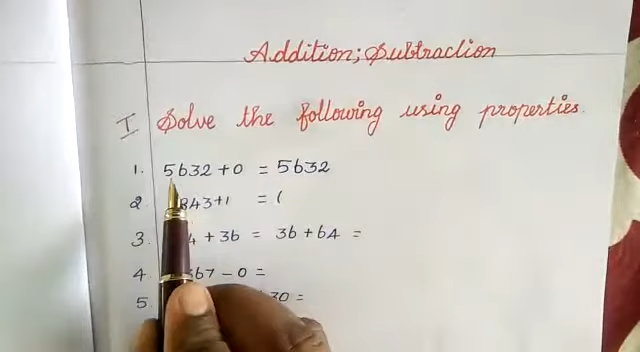 Addition; Subtraction
I Solve the following using properties.
1. 5632 + 0 = 5632
2. 843+1 = (
3. 4 + 36 = 36 + 64 =
4. 367 - 0 =
5. 30 =